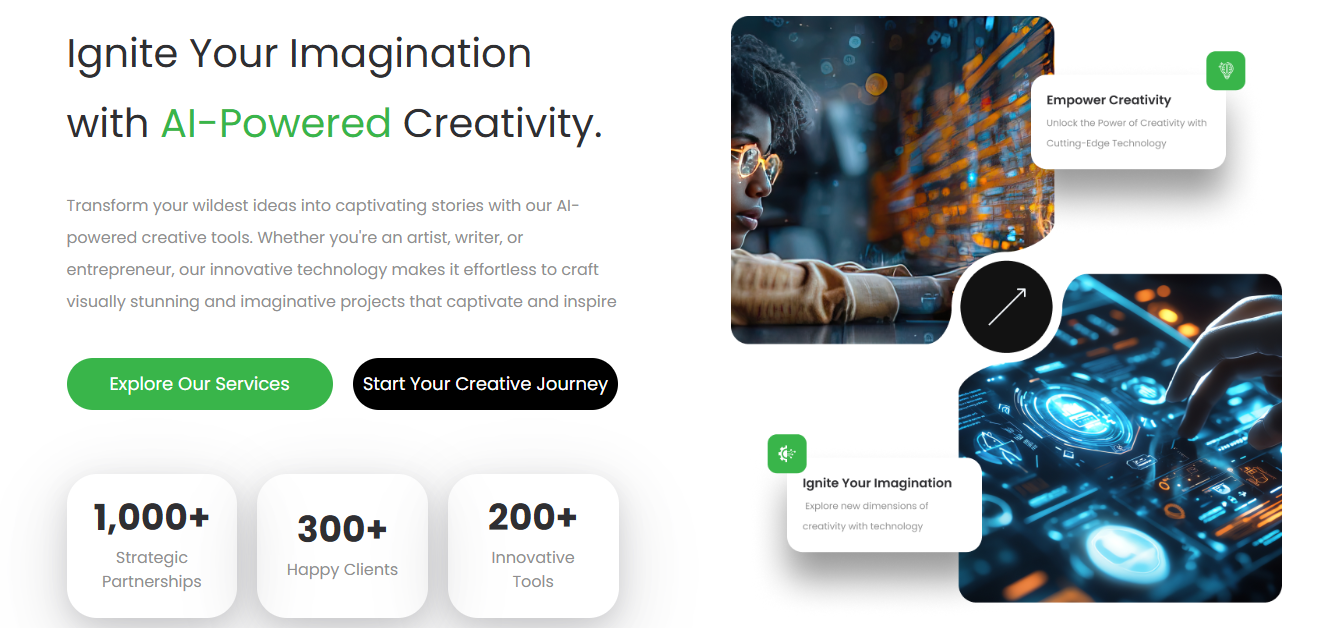 Ignite Your Imagination
with AI-Powered Creativity.
Transform your wildest ideas into captivating stories with our AI-
powered creative tools. Whether you're an artist, writer, or
entrepreneur, our innovative technology makes it effortless to craft
visually stunning and imaginative projects that captivate and inspire
Explore Our Services
Start Your Creative Journey
1,000+
Strategic
Partnerships
300+
Happy Clients
200+
Innovative
Tools
Empower Creativity
Unlock the Power of Creativity with
Cutting-Edge Technology
Ignite Your Imagination
Explore new dimensions of
creativity with technology